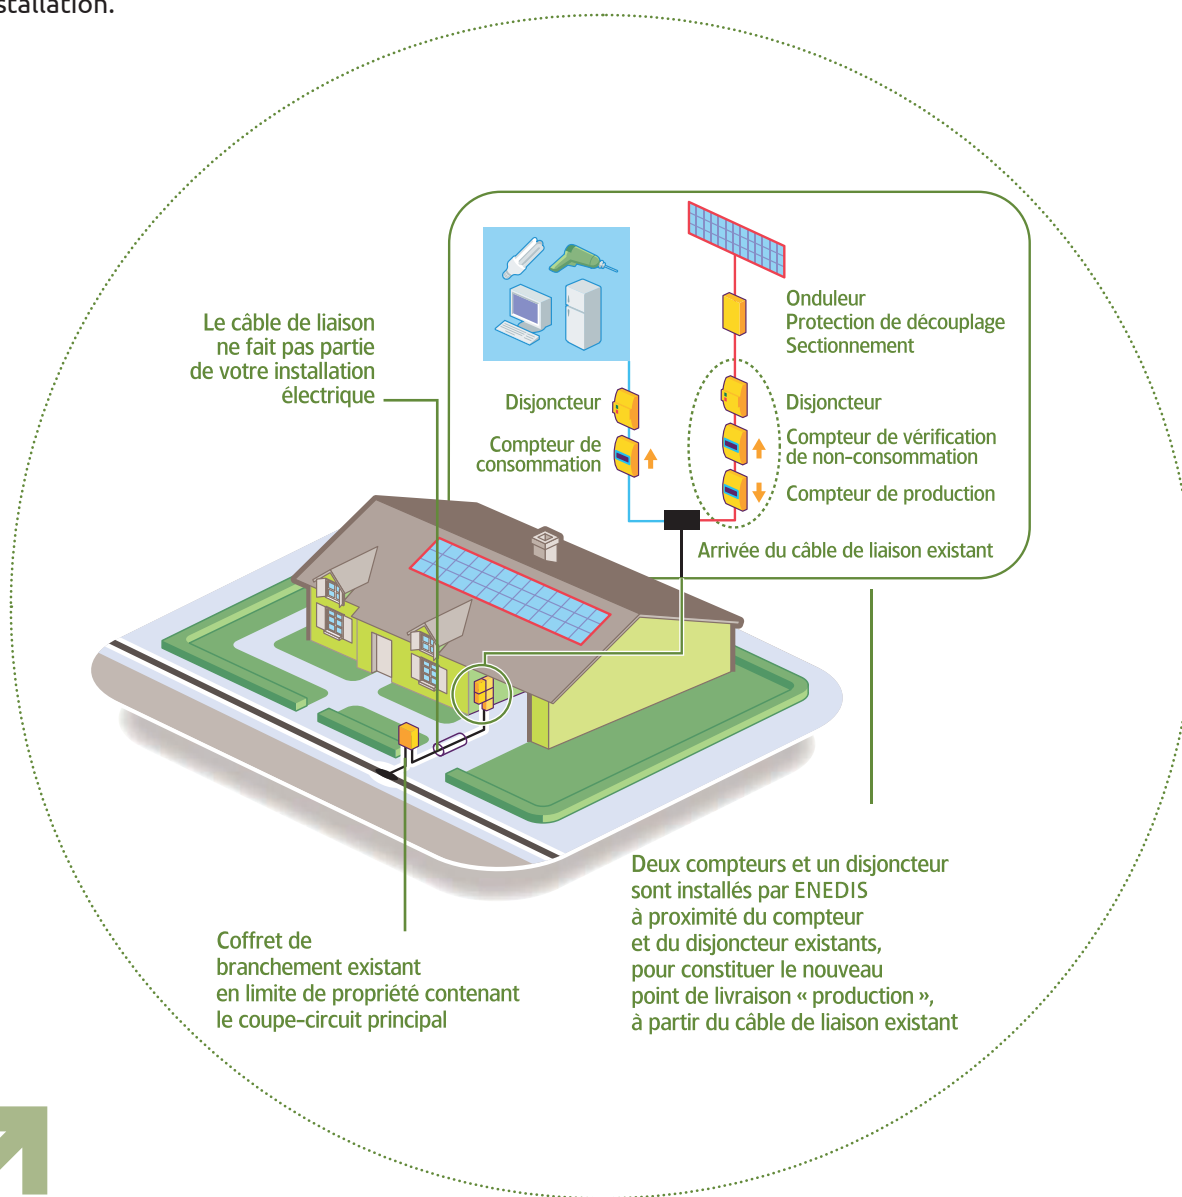 stallation.
Le câble de liaison
ne fait pas partie
de votre installation
électrique
Disjoncteur
Compteur de
consommation
Onduleur
Protection de découplage
Sectionnement
Disjoncteur
Compteur de vérification
de non-consommation
Compteur de production
Arrivée du câble de liaison existant
Coffret de
branchement existant
en limite de propriété contenant
le coupe-circuit principal
Deux compteurs et un disjoncteur
sont installés par ENEDIS
à proximité du compteur
et du disjoncteur existants,
pour constituer le nouveau
point de livraison « production »,
à partir du câble de liaison existant